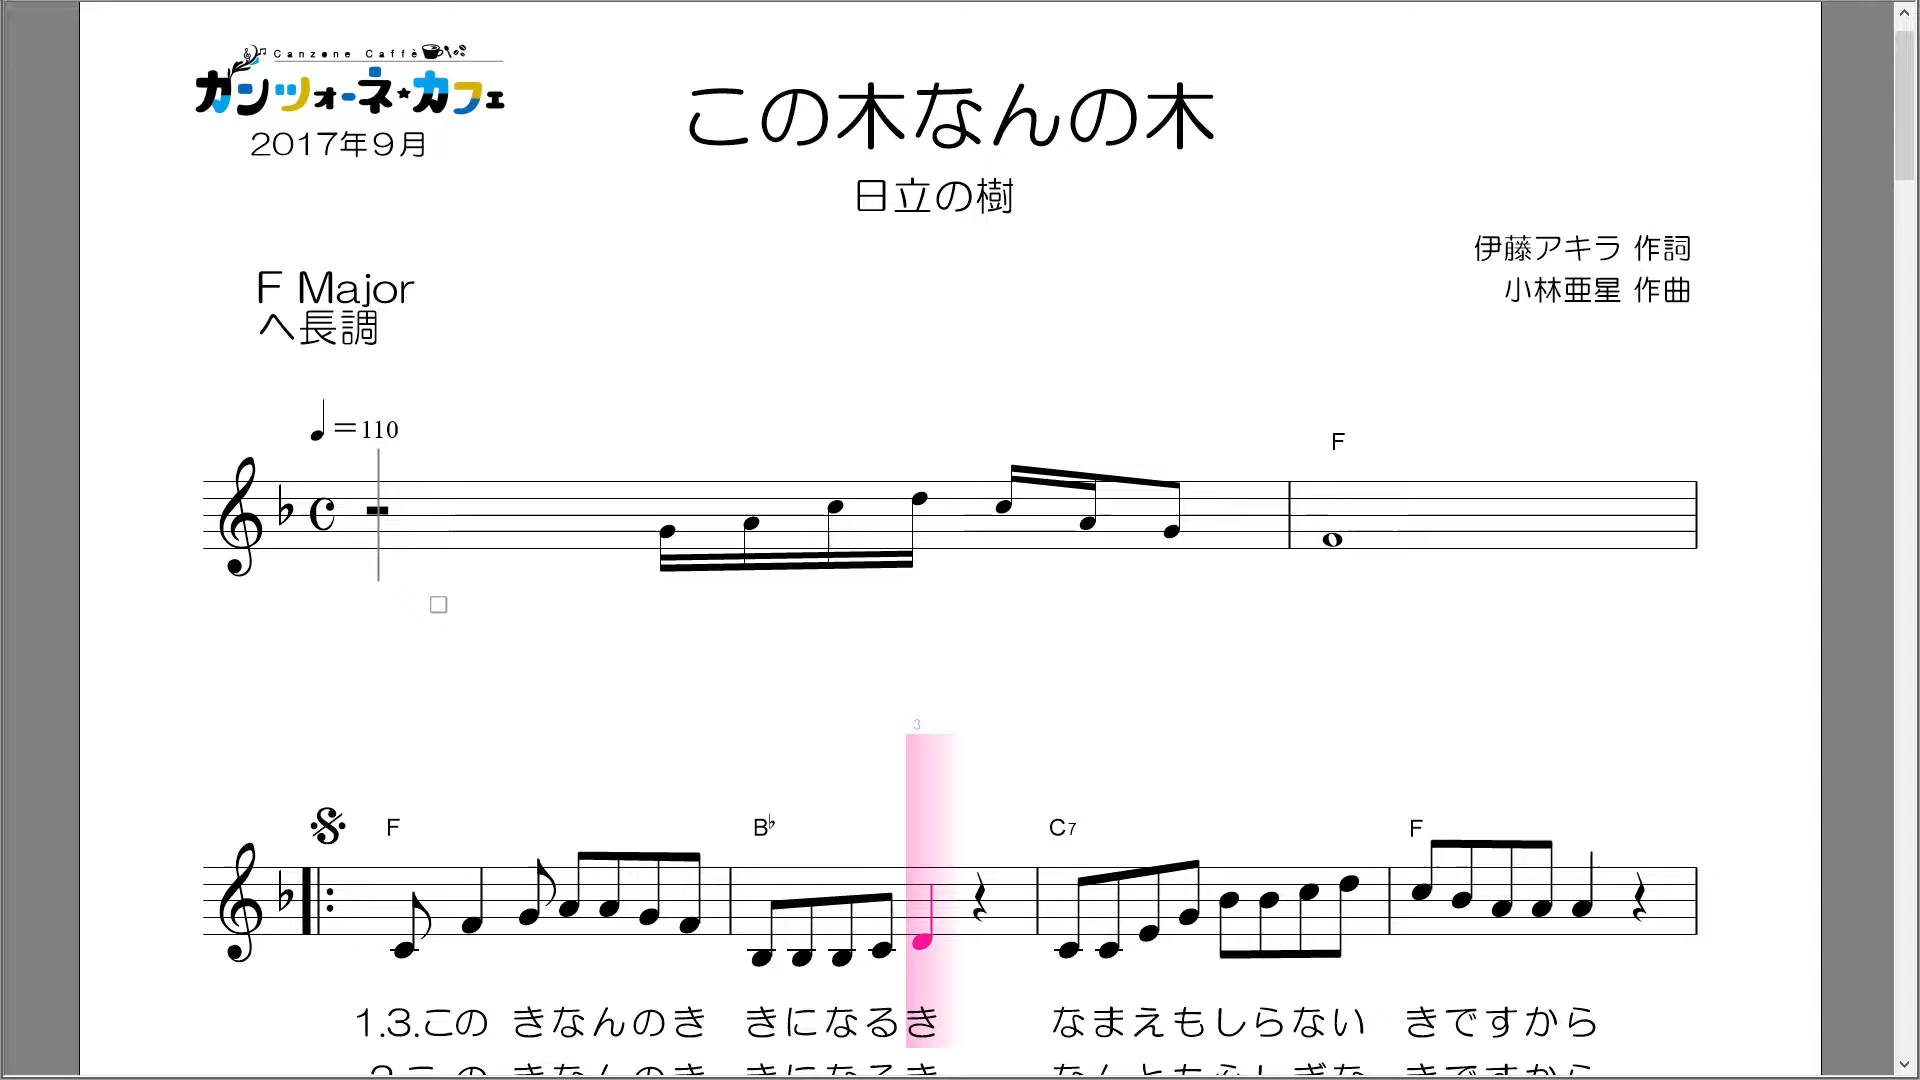 Canzone Caffè
カンツォーネ★カフェ
2017年9月
この木なんの木
日立の樹
伊藤アキラ 作詞
小林亜星 作曲
F Major
ヘ長調
=110
F
3
F B♭ C7 F
1.3.この きなんのき きになるき なまえもしらない きですから